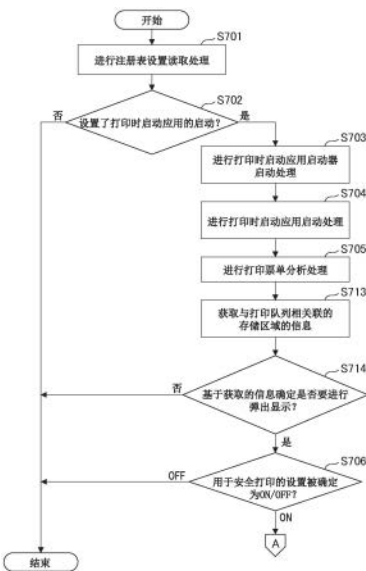 开始
S701
进行注册表设置读取处理
S702
设置了打印时启动应用的启动?
否
是
S703
进行打印时启动应用启动器
启动处理
S704
进行打印时启动应用启动处理
S705
进行打印票单分析处理
S713
获取与打印队列相关联的
存储区域的信息
S714
基于获取的信息确定是否要进行
弹出显示?
否
是
S706
用于安全打印的设置被确定
为ON/OFF?
OFF
ON
A
结束